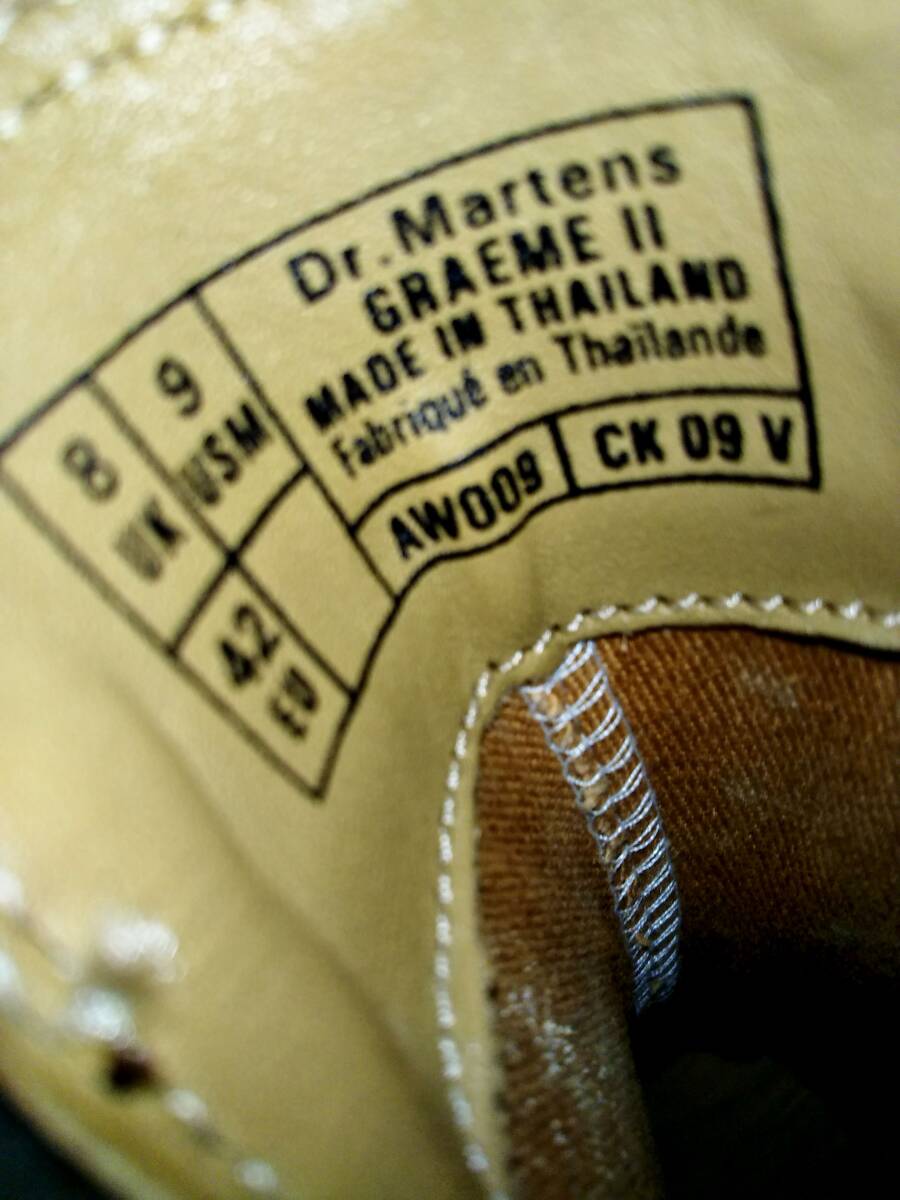 Dr.Martens
GRAEME II
MADE IN THAILAND
Fabriqué en Thaïlande
8
UK
9
USM
42
EU
AW009
CK 09 V